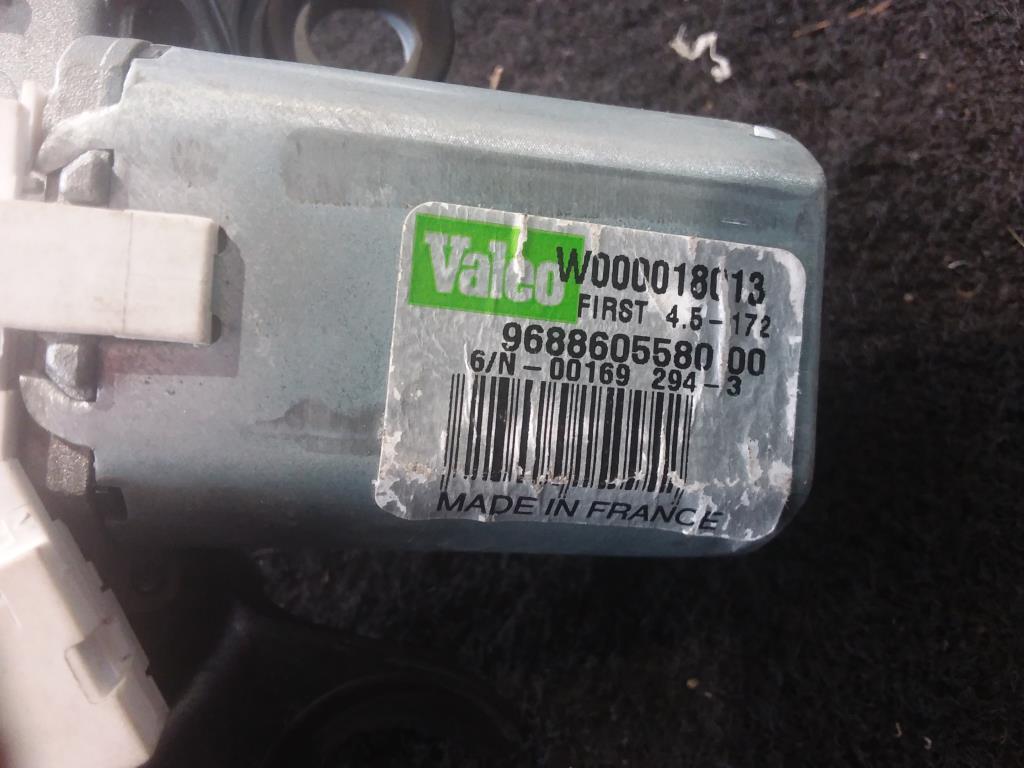 Valeo W000018013
FIRST 4.5-172
9688605580 00
6/N-00169 294-3
MADE IN FRANCE